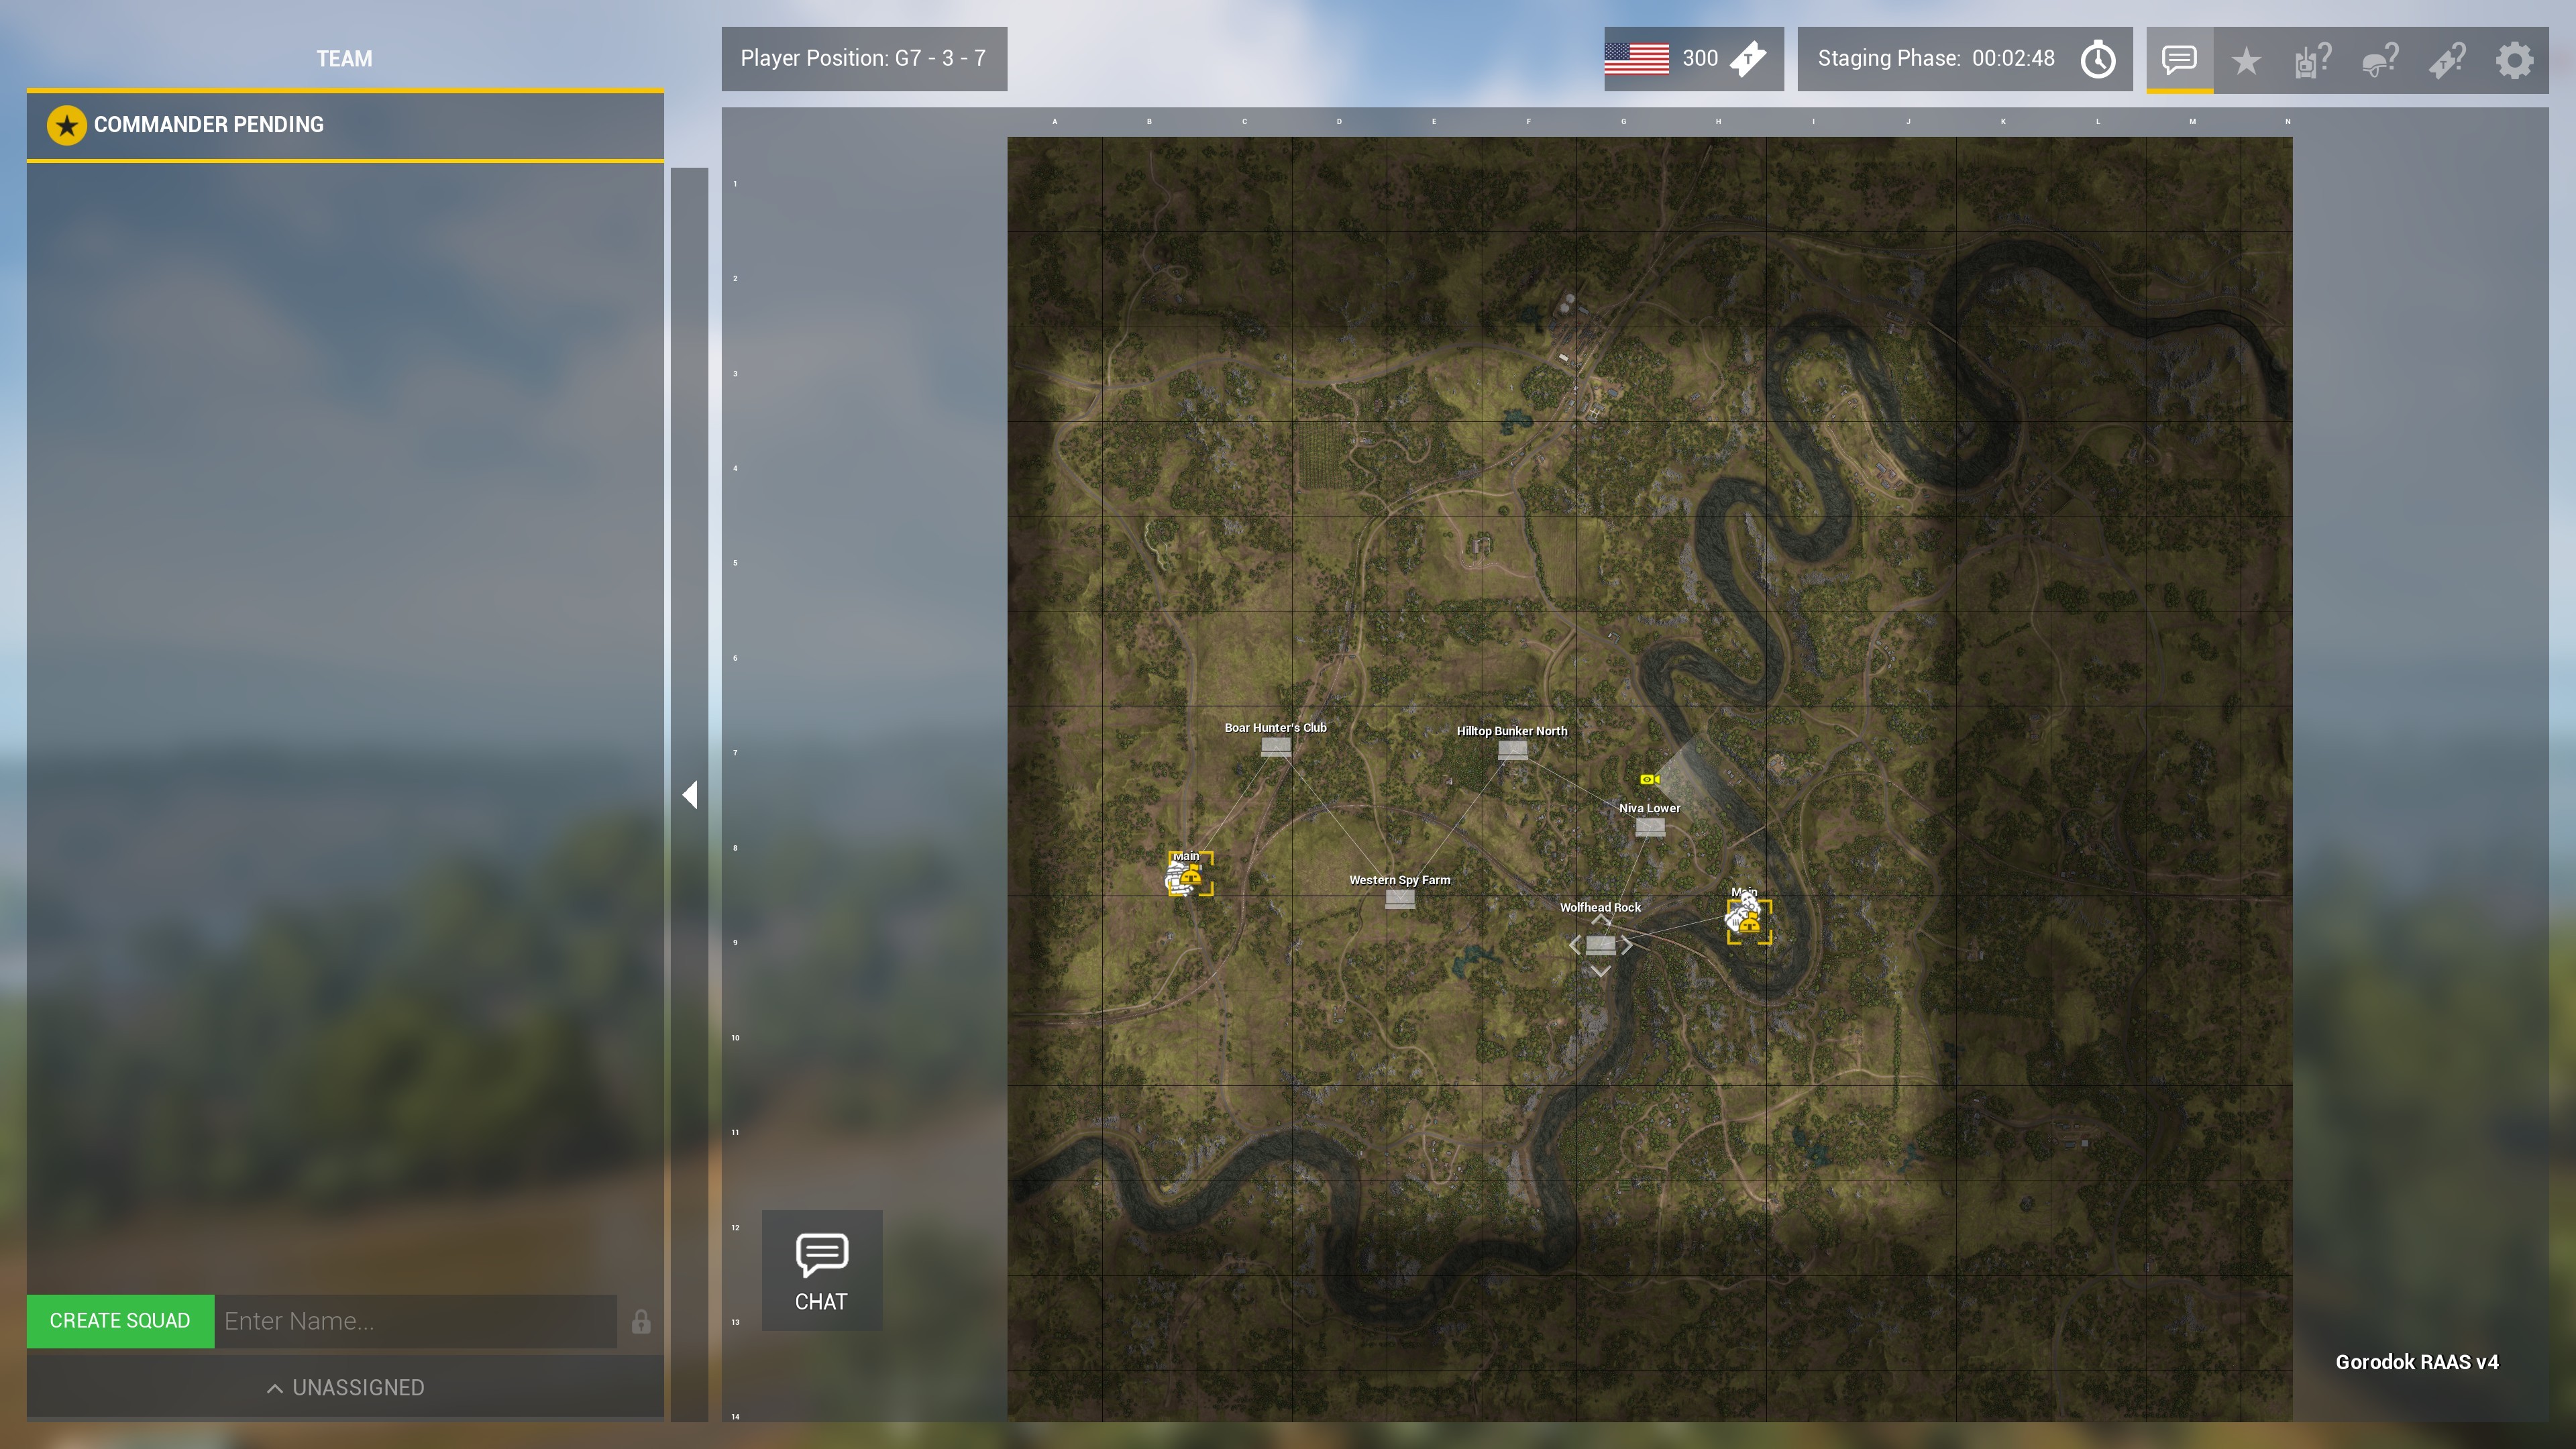 TEAM
Player Position: G7 - 3 - 7
300
T
Staging Phase: 00:02:48
? ? T ?
COMMANDER PENDING
A B C D E F G H I J K L M N
1
2
3
4
5
6
7
8
9
10
11
12
13
14
Boar Hunter's Club
Hilltop Bunker North
Niva Lower
Main
Western Spy Farm
Main
Wolfhead Rock
CHAT
CREATE SQUAD
Enter Name...
UNASSIGNED
Gorodok RAAS v4